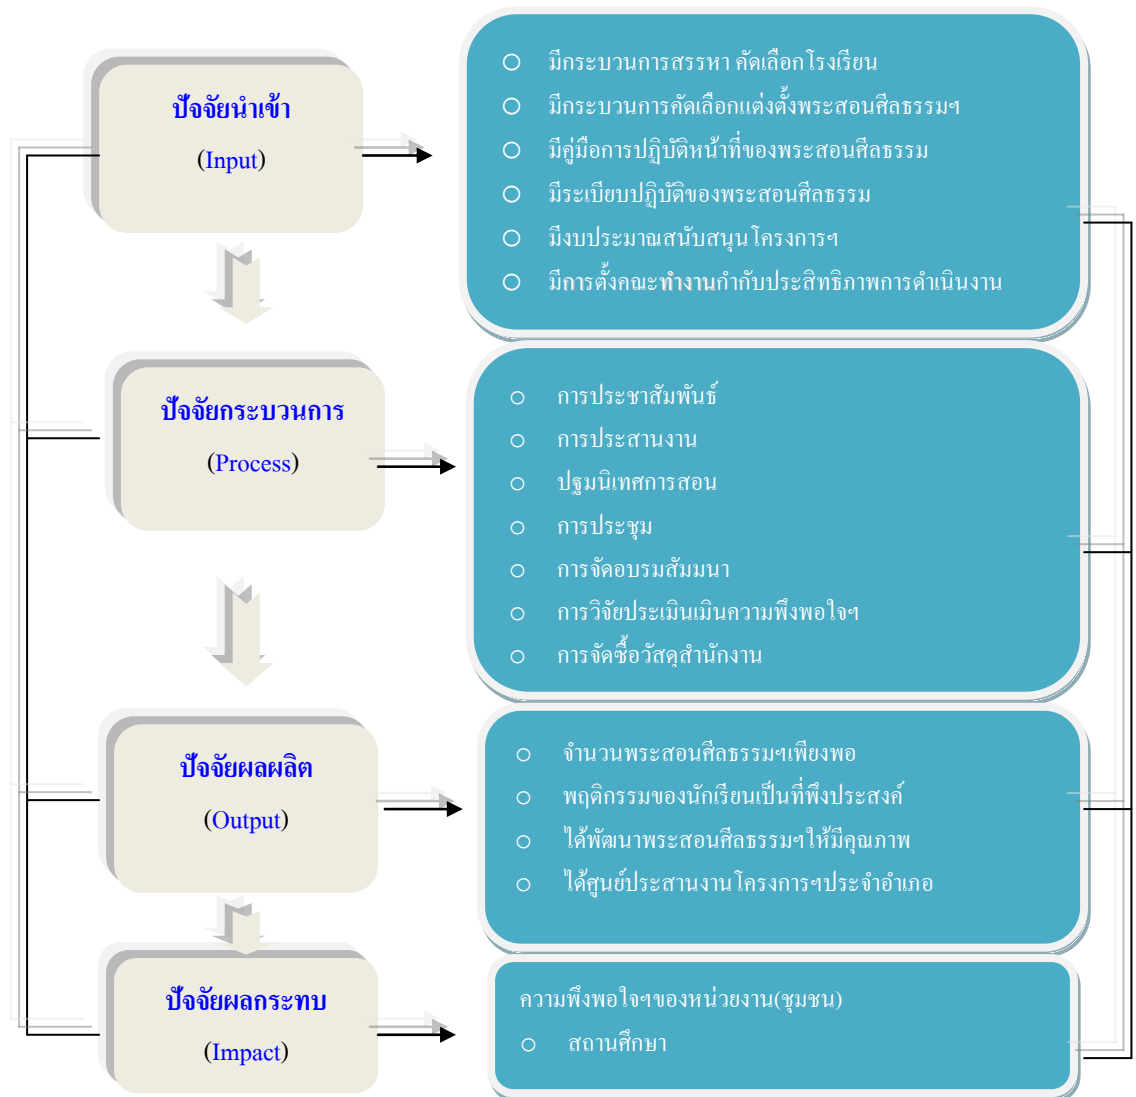 ปัจจัยนำเข้า
(Input)
○ มีกระบวนการสรรหา คัดเลือกโรงเรียน
○ มีกระบวนการคัดเลือกแต่งตั้งพระสอนศีลธรรมฯ
○ มีคู่มือการปฏิบัติหน้าที่ของพระสอนศีลธรรม
○ มีระเบียบปฏิบัติของพระสอนศีลธรรม
○ มีงบประมาณสนับสนุนโครงการฯ
○ มีการตั้งคณะทำงานกำกับประสิทธิภาพการดำเนินงาน
ปัจจัยกระบวนการ
(Process)
○ การประชาสัมพันธ์
○ การประสานงาน
○ ปฐมนิเทศการสอน
○ การประชุม
○ การจัดอบรมสัมมนา
○ การวิจัยประเมินเมินความพึงพอใจฯ
○ การจัดซื้อวัสดุสำนักงาน
ปัจจัยผลผลิต
(Output)
○ จำนวนพระสอนศีลธรรมฯเพียงพอ
○ พฤติกรรมของนักเรียนเป็นที่พึงประสงค์
○ ได้พัฒนาพระสอนศีลธรรมฯให้มีคุณภาพ
○ ได้ศูนย์ประสานงานโครงการฯประจำอำเภอ
ปัจจัยผลกระทบ
(Impact)
ความพึงพอใจฯของหน่วยงาน(ชุมชน)
○ สถานศึกษา